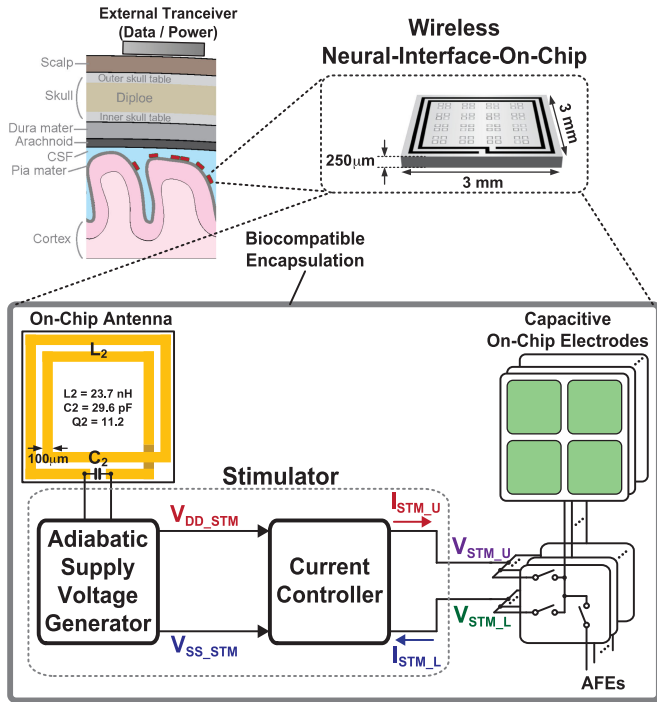 External Tranceiver
(Data / Power)
Wireless
Neural-Interface-On-Chip
Scalp
Outer skull table
Skull
Diploe
Inner skull table
Dura mater
Arachnoid
CSF
Pia mater
Cortex
250μm
3 mm
3 mm
Biocompatible
Encapsulation
On-Chip Antenna
L2
L2 = 23.7 nH
C2 = 29.6 pF
Q2 = 11.2
100μm
C2
Capacitive
On-Chip Electrodes
Stimulator
Adiabatic
Supply
Voltage
Generator
VDD_STM
VSS_STM
Current
Controller
ISTM_U
ISTM_L
VSTM_U
VSTM_L
AFEs